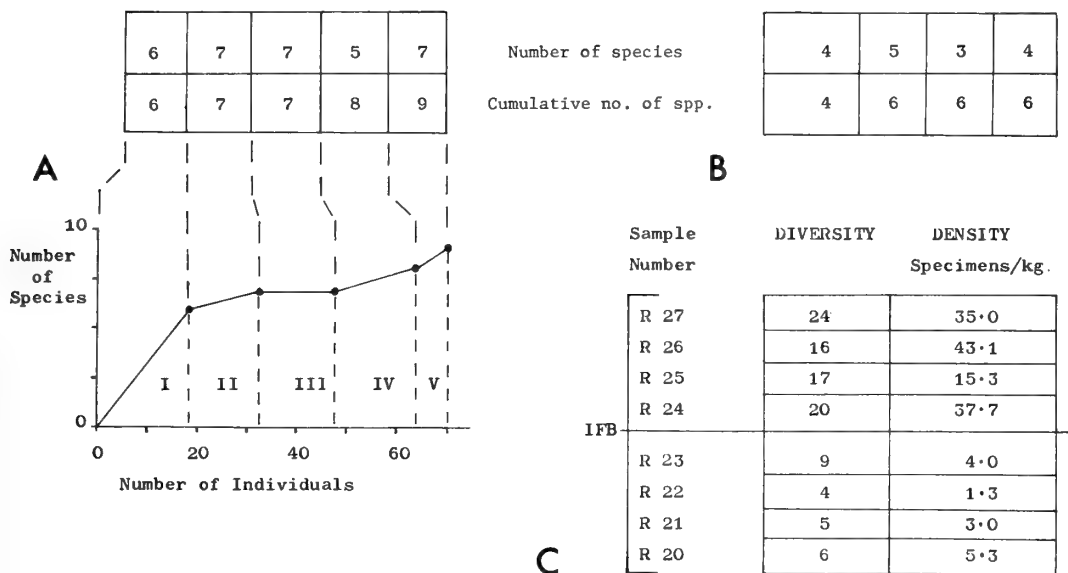 6 7 7 5 7
6 7 7 8 9
Number of species
Cumulative no. of spp.
4 5 3 4
4 6 6 6
A
B
10
Number
of
Species
0
I II III IV V
0 20 40 60
Number of Individuals
Sample
Number
DIVERSITY
DENSITY
Specimens/kg.
R 27 24 35·0
R 26 16 43·1
R 25 17 15·3
R 24 20 37·7
IFB
R 23 9 4·0
R 22 4 1·3
R 21 5 3·0
R 20 6 5·3
C